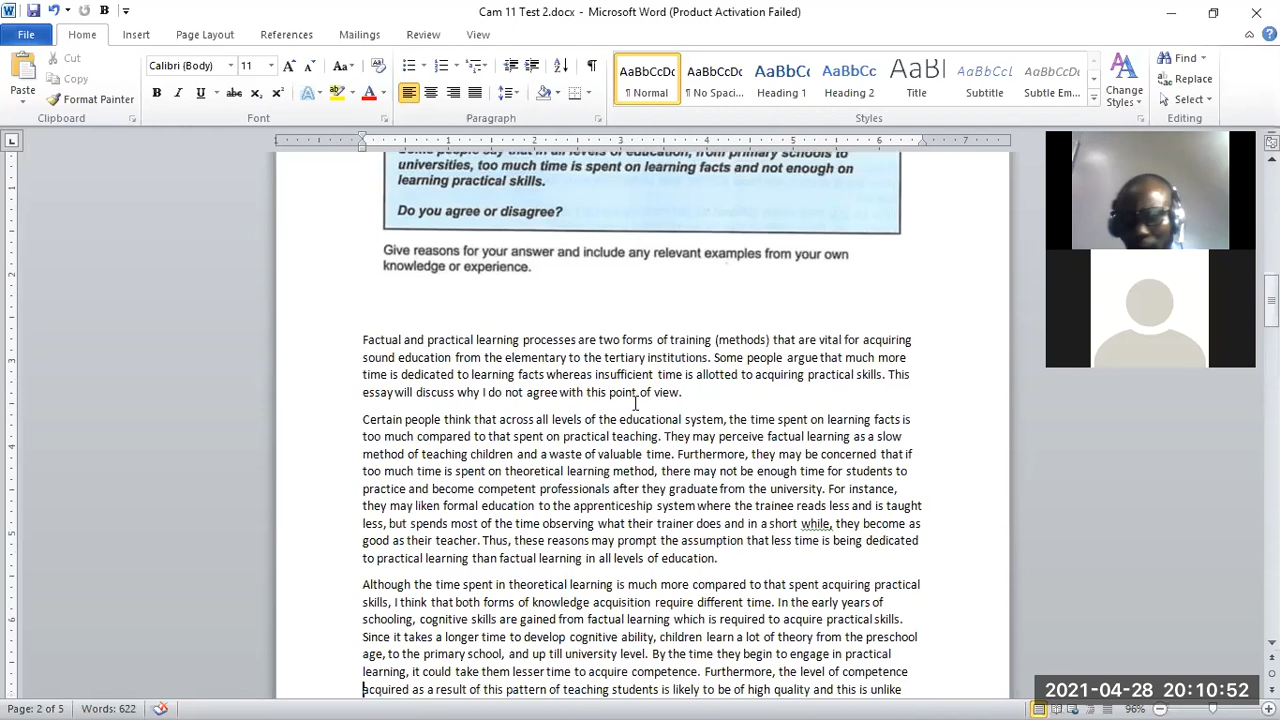 Cam 11 Test 2.docx - Microsoft Word (Product Activation Failed)
File Home Insert Page Layout References Mailings Review View
Paste
Cut
Copy
Format Painter
Clipboard
Calibri (Body) 11
Font
Paragraph
AaBbCcDc AaBbCcDc AaBbCc AaBbCc AaBl AaBbCcDc AaBbCcDc
¶ Normal ¶ No Spaci... Heading 1 Heading 2 Title Subtitle Subtle Em...
Change Styles
Styles
Find
Replace
Select
Editing
Some people say that in all levels of education, from primary schools to
universities, too much time is spent on learning facts and not enough on
learning practical skills.
Do you agree or disagree?
Give reasons for your answer and include any relevant examples from your own
knowledge or experience.
Factual and practical learning processes are two forms of training (methods) that are vital for acquiring
sound education from the elementary to the tertiary institutions. Some people argue that much more
time is dedicated to learning facts whereas insufficient time is allotted to acquiring practical skills. This
essay will discuss why I do not agree with this point of view.
Certain people think that across all levels of the educational system, the time spent on learning facts is
too much compared to that spent on practical teaching. They may perceive factual learning as a slow
method of teaching children and a waste of valuable time. Furthermore, they may be concerned that if
too much time is spent on theoretical learning method, there may not be enough time for students to
practice and become competent professionals after they graduate from the university. For instance,
they may liken formal education to the apprenticeship system where the trainee reads less and is taught
less, but spends most of the time observing what their trainer does and in a short while, they become as
good as their teacher. Thus, these reasons may prompt the assumption that less time is being dedicated
to practical learning than factual learning in all levels of education.
Although the time spent in theoretical learning is much more compared to that spent acquiring practical
skills, I think that both forms of knowledge acquisition require different time. In the early years of
schooling, cognitive skills are gained from factual learning which is required to acquire practical skills.
Since it takes a longer time to develop cognitive ability, children learn a lot of theory from the preschool
age, to the primary school, and up till university level. By the time they begin to engage in practical
learning, it could take them lesser time to acquire competence. Furthermore, the level of competence
acquired as a result of this pattern of teaching students is likely to be of high quality and this is unlike
2021-04-28 20:10:52
Page: 2 of 5 Words: 622 96%